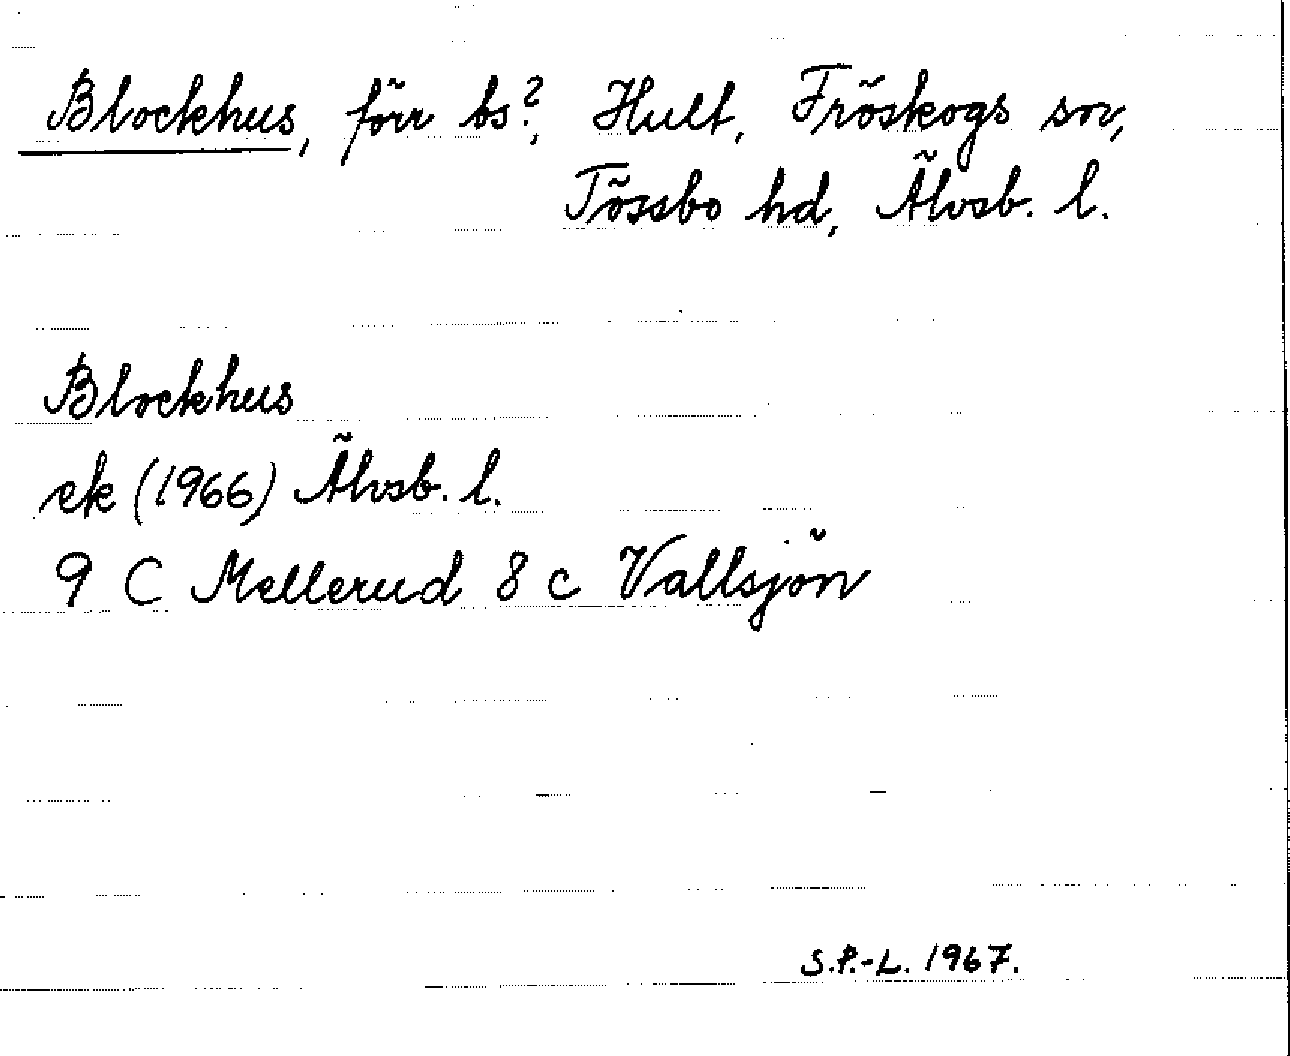 Blockhus, förr bs?, Hult, Fröskogs sn,
Tössbo hd, Älvsb. l.
Blockhus
ek (1966) Älvsb. l.
9 C Mellerud 8 c Vallsjön
S.P.-L. 1967.